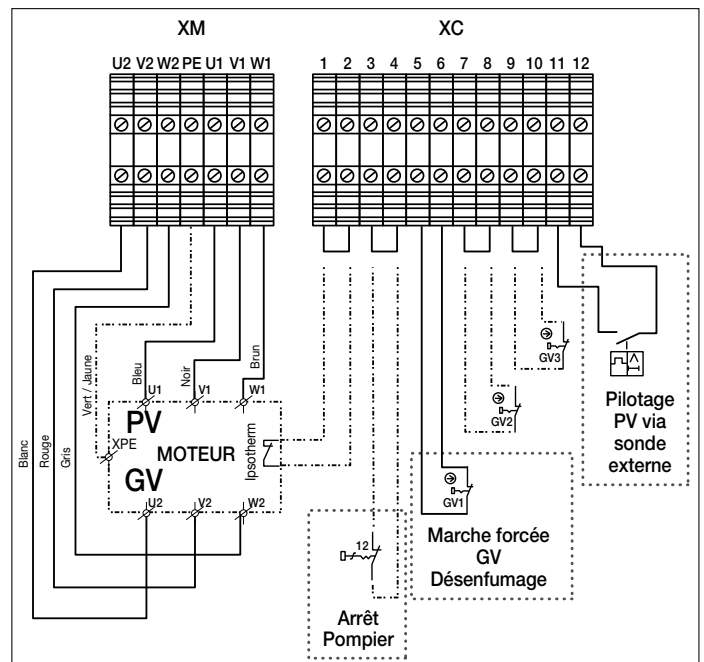 XM XC
U2 V2 W2 PE U1 V1 W1 1 2 3 4 5 6 7 8 9 10 11 12
Blanc
Rouge
Gris
Vert / Jaune
Bleu
Noir
Brun
U1 V1 W1
PV
XPE
MOTEUR
Ipsotherm
GV
U2 V2 W2
GV3
GV2
GV1
12
Arrêt
Pompier
Marche forcée
GV
Désenfumage
Pilotage
PV via
sonde
externe